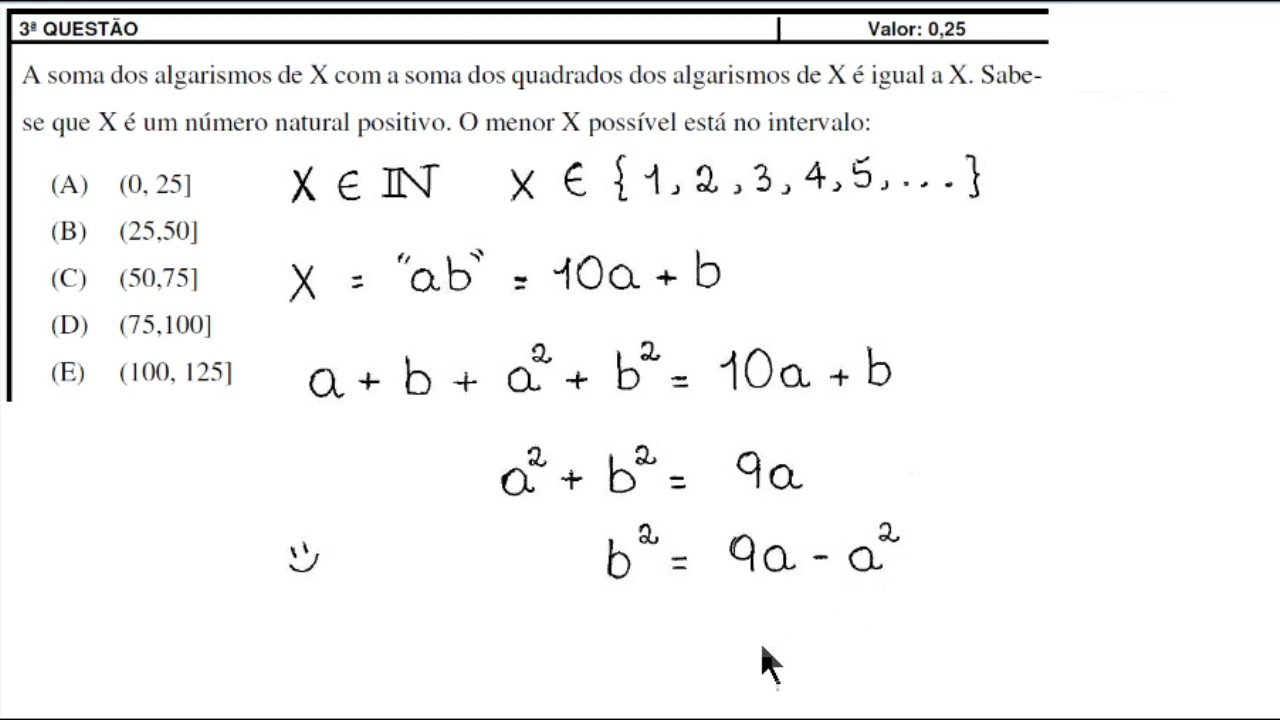 3ª QUESTÃO Valor: 0,25
A soma dos algarismos de X com a soma dos quadrados dos algarismos de X é igual a X. Sabe-
se que X é um número natural positivo. O menor X possível está no intervalo:
(A) (0, 25]
(B) (25,50]
(C) (50,75]
(D) (75,100]
(E) (100, 125]
X ∈ ℕ X ∈ {1, 2, 3, 4, 5, ...}
X = "ab" = 10a + b
a + b + a² + b² = 10a + b
a² + b² = 9a
b² = 9a - a²